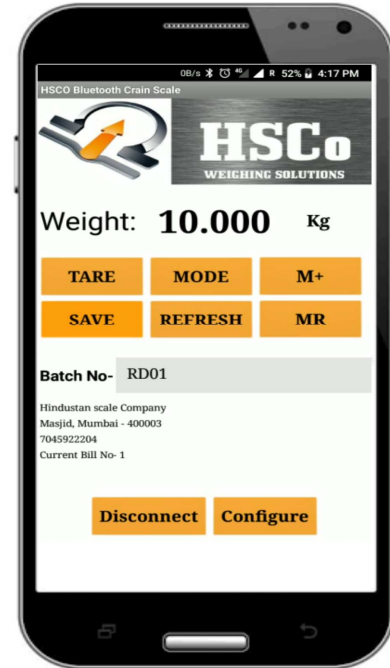 0B/s 4G R 52% 4:17 PM
HSCO Bluetooth Crain Scale
HSCo
WEIGHING SOLUTIONS
Weight: 10.000 Kg
TARE MODE M+
SAVE REFRESH MR
Batch No- RD01
Hindustan scale Company
Masjid, Mumbai - 400003
7045922204
Current Bill No- 1
Disconnect Configure